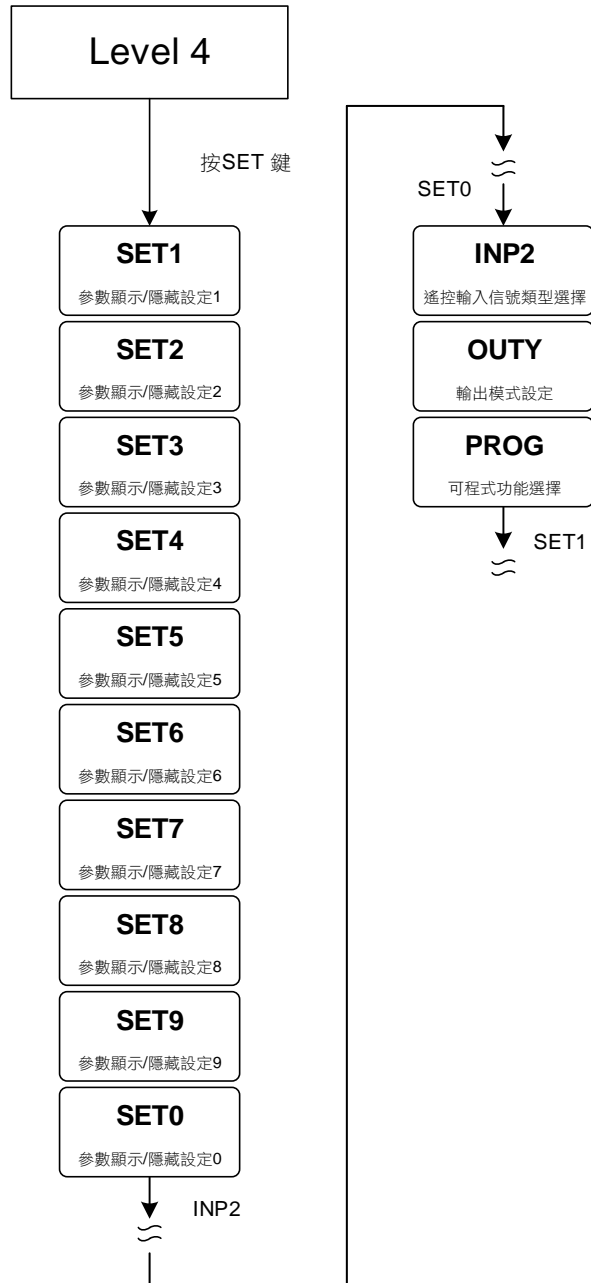 Level 4
按SET 鍵
SET1
參數顯示/隱藏設定1
SET2
參數顯示/隱藏設定2
SET3
參數顯示/隱藏設定3
SET4
參數顯示/隱藏設定4
SET5
參數顯示/隱藏設定5
SET6
參數顯示/隱藏設定6
SET7
參數顯示/隱藏設定7
SET8
參數顯示/隱藏設定8
SET9
參數顯示/隱藏設定9
SET0
參數顯示/隱藏設定0
INP2
SET0
INP2
遙控輸入信號類型選擇
OUTY
輸出模式設定
PROG
可程式功能選擇
SET1